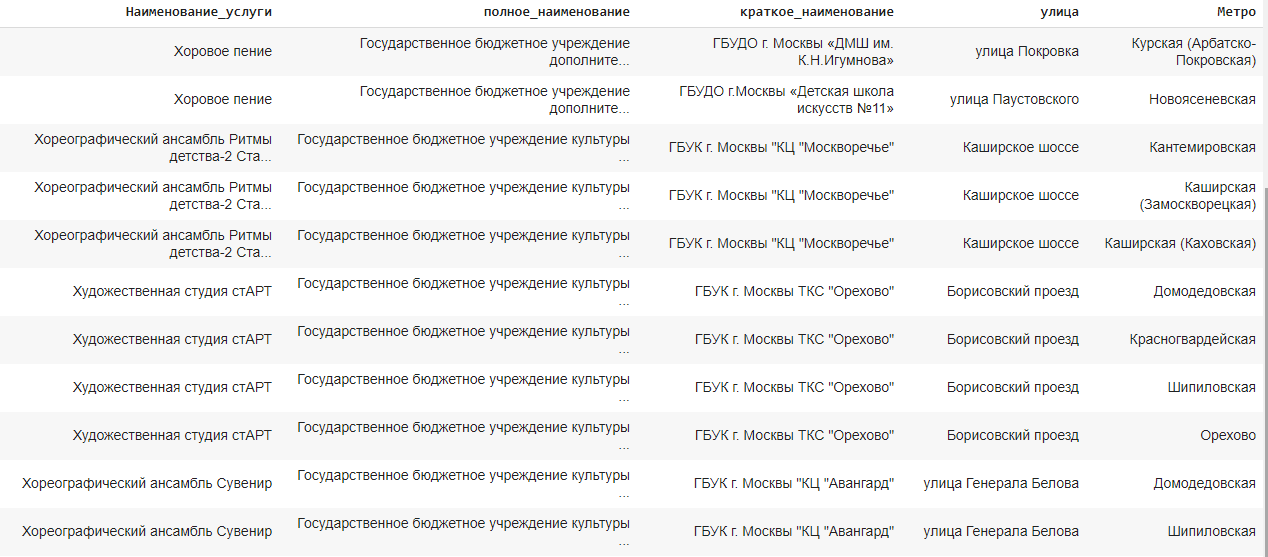 Наименование_услуги полное_наименование краткое_наименование улица Метро
Хоровое пение Государственное бюджетное учреждение дополните... ГБУДО г. Москвы «ДМШ им. К.Н.Игумнова» улица Покровка Курская (Арбатско-Покровская)
Хоровое пение Государственное бюджетное учреждение дополните... ГБУДО г.Москвы «Детская школа искусств №11» улица Паустовского Новоясеневская
Хореографический ансамбль Ритмы детства-2 Ста... Государственное бюджетное учреждение культуры ... ГБУК г. Москвы "КЦ "Москворечье" Каширское шоссе Кантемировская
Хореографический ансамбль Ритмы детства-2 Ста... Государственное бюджетное учреждение культуры ... ГБУК г. Москвы "КЦ "Москворечье" Каширское шоссе Каширская (Замоскворецкая)
Хореографический ансамбль Ритмы детства-2 Ста... Государственное бюджетное учреждение культуры ... ГБУК г. Москвы "КЦ "Москворечье" Каширское шоссе Каширская (Каховская)
Художественная студия стАРТ Государственное бюджетное учреждение культуры ... ГБУК г. Москвы ТКС "Орехово" Борисовский проезд Домодедовская
Художественная студия стАРТ Государственное бюджетное учреждение культуры ... ГБУК г. Москвы ТКС "Орехово" Борисовский проезд Красногвардейская
Художественная студия стАРТ Государственное бюджетное учреждение культуры ... ГБУК г. Москвы ТКС "Орехово" Борисовский проезд Шипиловская
Художественная студия стАРТ Государственное бюджетное учреждение культуры ... ГБУК г. Москвы ТКС "Орехово" Борисовский проезд Орехово
Хореографический ансамбль Сувенир Государственное бюджетное учреждение культуры ... ГБУК г. Москвы "КЦ "Авангард" улица Генерала Белова Домодедовская
Хореографический ансамбль Сувенир Государственное бюджетное учреждение культуры ... ГБУК г. Москвы "КЦ "Авангард" улица Генерала Белова Шипиловская